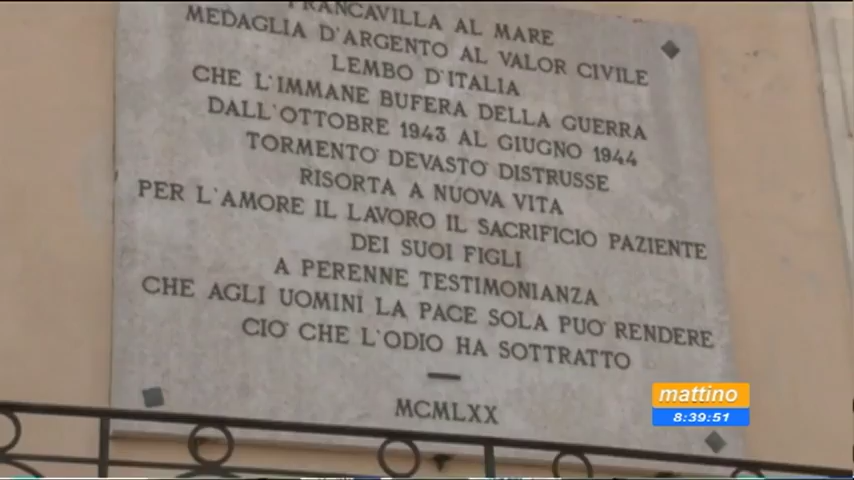 FRANCAVILLA AL MARE
MEDAGLIA D'ARGENTO AL VALOR CIVILE
LEMBO D'ITALIA
CHE L'IMMANE BUFERA DELLA GUERRA
DALL'OTTOBRE 1943 AL GIUGNO 1944
TORMENTO' DEVASTO' DISTRUSSE
RISORTA A NUOVA VITA
PER L'AMORE IL LAVORO IL SACRIFICIO PAZIENTE
DEI SUOI FIGLI
A PERENNE TESTIMONIANZA
CHE AGLI UOMINI LA PACE SOLA PUO' RENDERE
CIO' CHE L'ODIO HA SOTTRATTO
MCMLXX
mattino
8:39:51